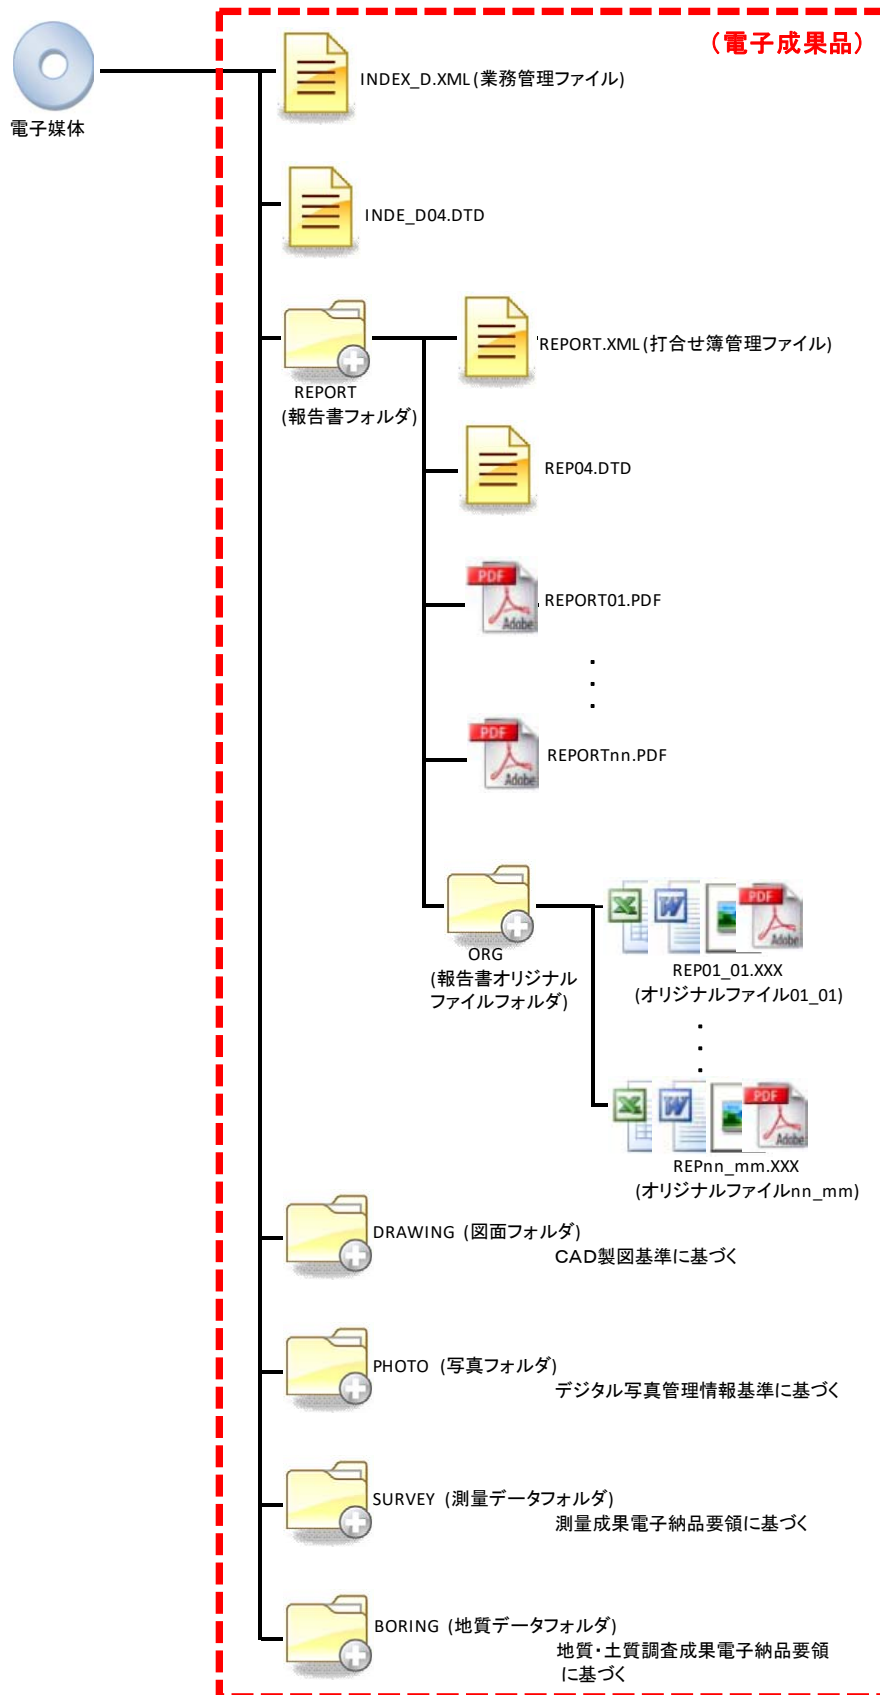 (電子成果品)
電子媒体
INDEX_D.XML(業務管理ファイル)
INDE_D04.DTD
REPORT
(報告書フォルダ)
REPORT.XML(打合せ簿管理ファイル)
REP04.DTD
PDF
Adobe
REPORT01.PDF
・
・
・
PDF
Adobe
REPORTnn.PDF
ORG
(報告書オリジナル
ファイルフォルダ)
X W PDF
Adobe
REP01_01.XXX
(オリジナルファイル01_01)
・
・
・
X W PDF
Adobe
REPnn_mm.XXX
(オリジナルファイルnn_mm)
DRAWING (図面フォルダ)
CAD製図基準に基づく
PHOTO (写真フォルダ)
デジタル写真管理情報基準に基づく
SURVEY (測量データフォルダ)
測量成果電子納品要領に基づく
BORING (地質データフォルダ)
地質・土質調査成果電子納品要領
に基づく